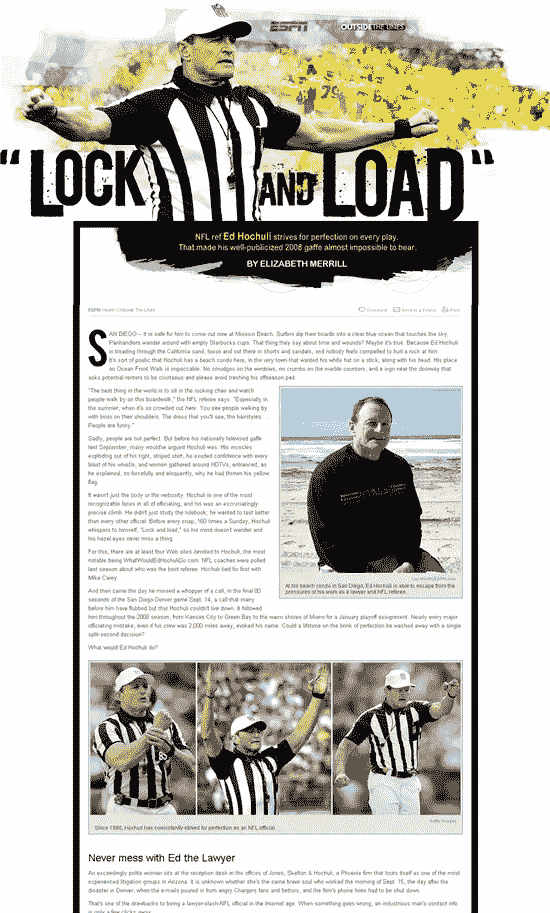 ESPN OUTSIDE THE LINES
“LOCK AND LOAD”
NFL ref Ed Hochuli strives for perfection on every play.
That made his well-publicized 2008 gaffe almost impossible to bear.
BY ELIZABETH MERRILL
ESPN Home | Outside The Lines Comment Send to a Friend Print
SAN DIEGO -- It is safe for him to come out now at Mission Beach. Surfers dip their boards into a clear blue ocean that touches the sky.
Panhandlers wander around with empty Starbucks cups. That thing they say about time and wounds? Maybe it's true. Because Ed Hochuli
is treading through the California sand, loose and out there in shorts and sandals, and nobody feels compelled to hurl a rock at him.
It's sort of poetic that Hochuli has a beach condo here, in the very town that wanted his white hat on a stick, along with his head. His place
on Ocean Front Walk is impeccable. No smudges on the windows, no crumbs on the marble counters, and a sign near the doorway that
asks potential renters to be courteous and please avoid trashing his offseason pad.
"The best thing in the world is to sit in the rocking chair and watch
people walk by on this boardwalk," the NFL referee says. "Especially in
the summer, when it's so crowded out here. You see people walking by
with birds on their shoulders. The dress that you'll see, the hairstyles. ...
People are funny."
Sadly, people are not perfect. But before his nationally televised gaffe
last September, many would've argued Hochuli was. His muscles
exploding out of his tight, striped shirt, he exuded confidence with every
blast of his whistle, and women gathered around HDTVs, entranced, as
he explained, so forcefully and eloquently, why he had thrown his yellow
flag.
It wasn't just the body or the verbosity. Hochuli is one of the most
recognizable faces in all of officiating, and his was an excruciatingly
precise climb. He didn't just study the rulebook; he wanted to test better
than every other official. Before every snap, 160 times a Sunday, Hochuli
whispers to himself, "Lock and load," so his mind doesn't wander and
his hazel eyes never miss a thing.
For this, there are at least four Web sites devoted to Hochuli, the most
notable being WhatWouldEdHochuliDo.com. NFL coaches were polled
last season about who was the best referee. Hochuli tied for first with
Mike Carey.
And then came the day he missed a whopper of a call, in the final 80
seconds of the San Diego-Denver game Sept. 14, a call that many
before him have flubbed but that Hochuli couldn't live down. It followed
him throughout the 2008 season, from Kansas City to Green Bay to the warm shores of Miami for a January playoff assignment. Nearly every major
officiating mistake, even if his crew was 2,000 miles away, evoked his name. Could a lifetime on the brink of perfection be washed away with a single
split-second decision?
What would Ed Hochuli do?
At his beach condo in San Diego, Ed Hochuli is able to escape from the
pressures of his work as a lawyer and NFL referee.
85
Getty Images
Since 1990, Hochuli has consistently strived for perfection as an NFL official.
Never mess with Ed the Lawyer
An exceedingly polite woman sits at the reception desk in the offices of Jones, Skelton & Hochuli, a Phoenix firm that touts itself as one of the most
experienced litigation groups in Arizona. It is unknown whether she's the same brave soul who worked the morning of Sept. 15, the day after the
disaster in Denver, when the e-mails poured in from angry Chargers fans and bettors, and the firm's phone lines had to be shut down.
That's one of the drawbacks to being a lawyer-slash-NFL official in the Internet age. When something goes wrong, an industrious man's contact info
is only a few clicks away.